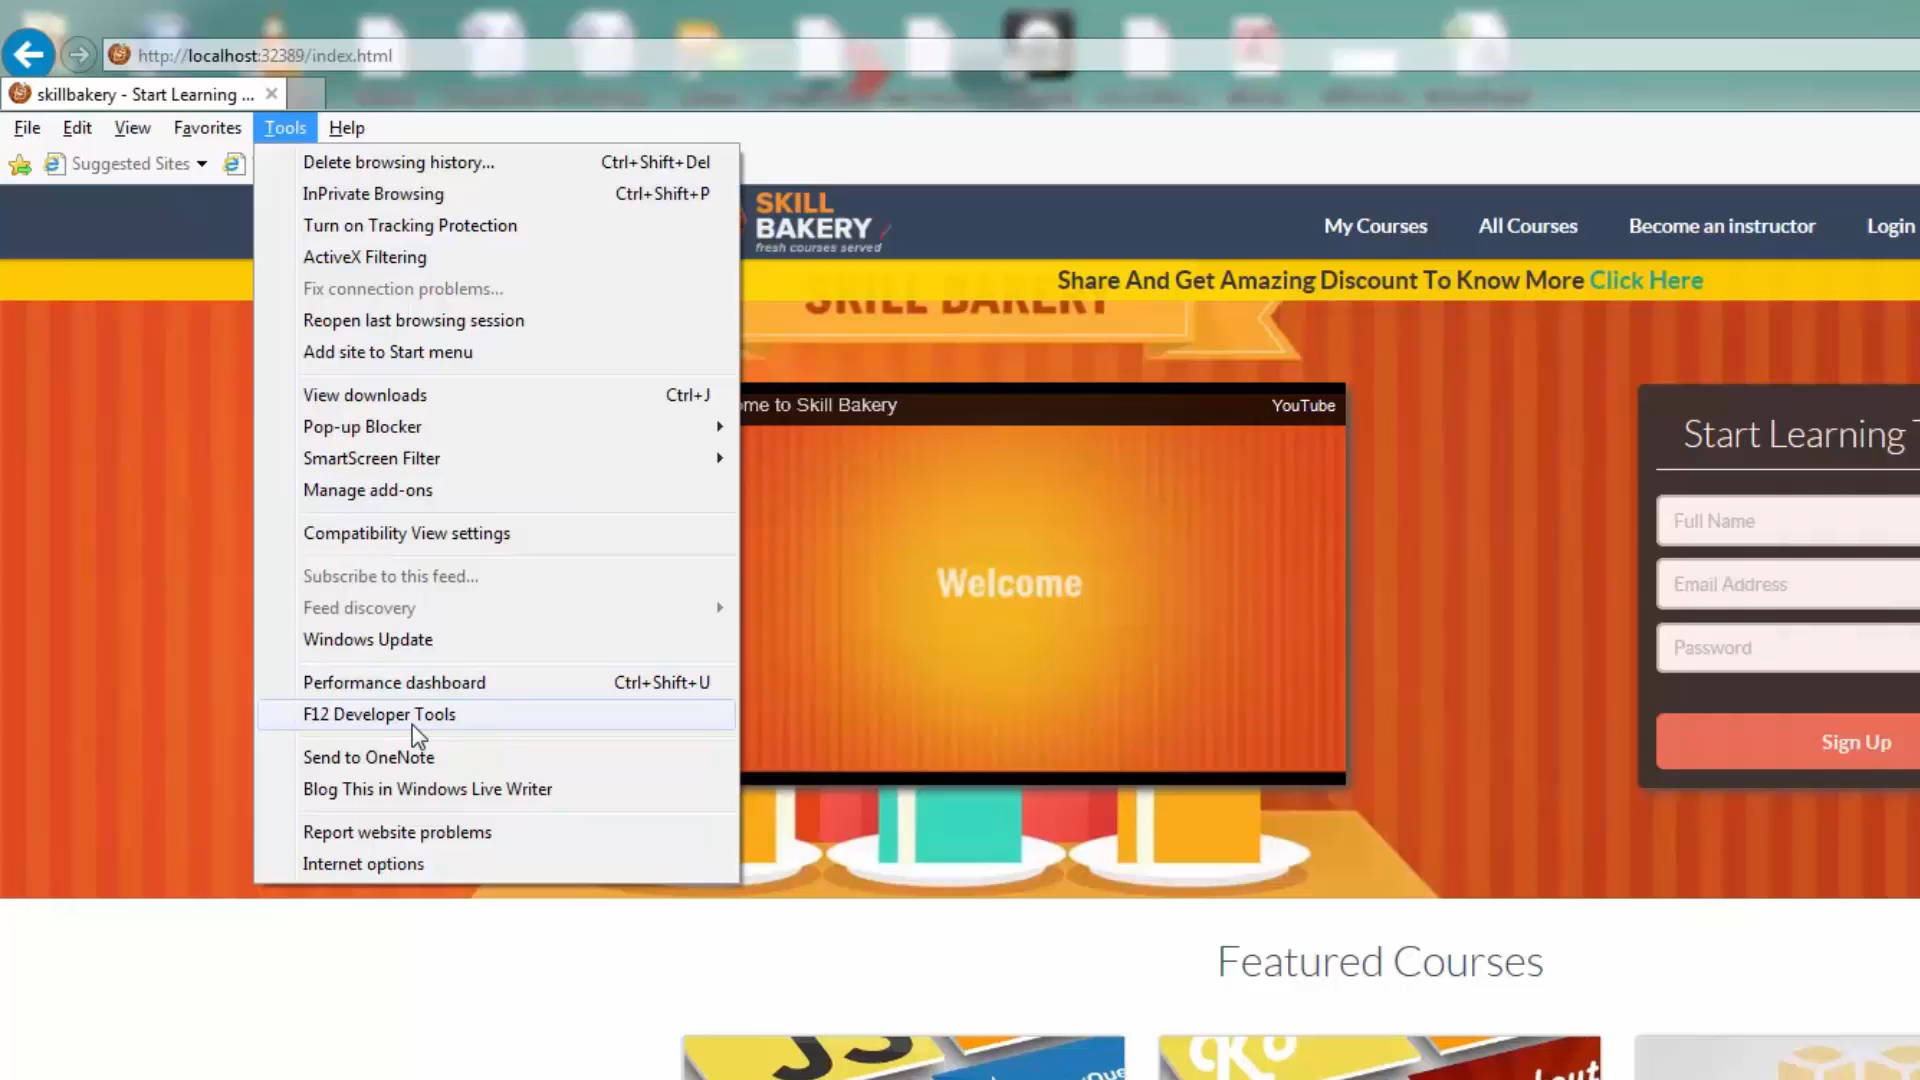 http://localhost:32389/index.html
skillbakery - Start Learning ...
File Edit View Favorites Tools Help
Suggested Sites
Delete browsing history... Ctrl+Shift+Del
InPrivate Browsing Ctrl+Shift+P
Turn on Tracking Protection
ActiveX Filtering
Fix connection problems...
Reopen last browsing session
Add site to Start menu
View downloads Ctrl+J
Pop-up Blocker
SmartScreen Filter
Manage add-ons
Compatibility View settings
Subscribe to this feed...
Feed discovery
Windows Update
Performance dashboard Ctrl+Shift+U
F12 Developer Tools
Send to OneNote
Blog This in Windows Live Writer
Report website problems
Internet options
SKILL
BAKERY
fresh courses served
My Courses All Courses Become an instructor Login
Share And Get Amazing Discount To Know More Click Here
SKILL BAKERY
me to Skill Bakery YouTube
Welcome
Start Learning
Full Name
Email Address
Password
Sign Up
Featured Courses
JS
Que
Ko
out